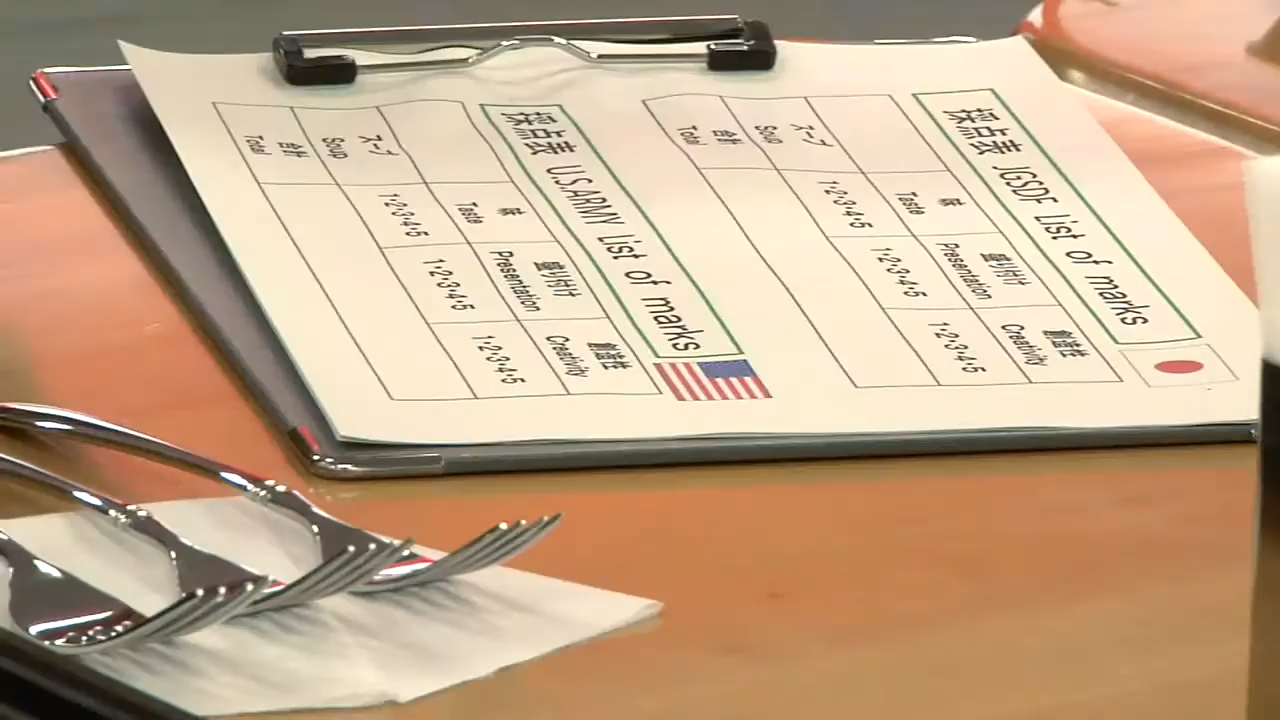 採点表 JGSDF List of marks
味 盛り付け 創造性
Taste Presentation Creativity
スープ
Soup 1・2・3・4・5 1・2・3・4・5 1・2・3・4・5
合計
Total
採点表 U.S.ARMY List of marks
味 盛り付け 創造性
Taste Presentation Creativity
スープ
Soup 1・2・3・4・5 1・2・3・4・5 1・2・3・4・5
合計
Total